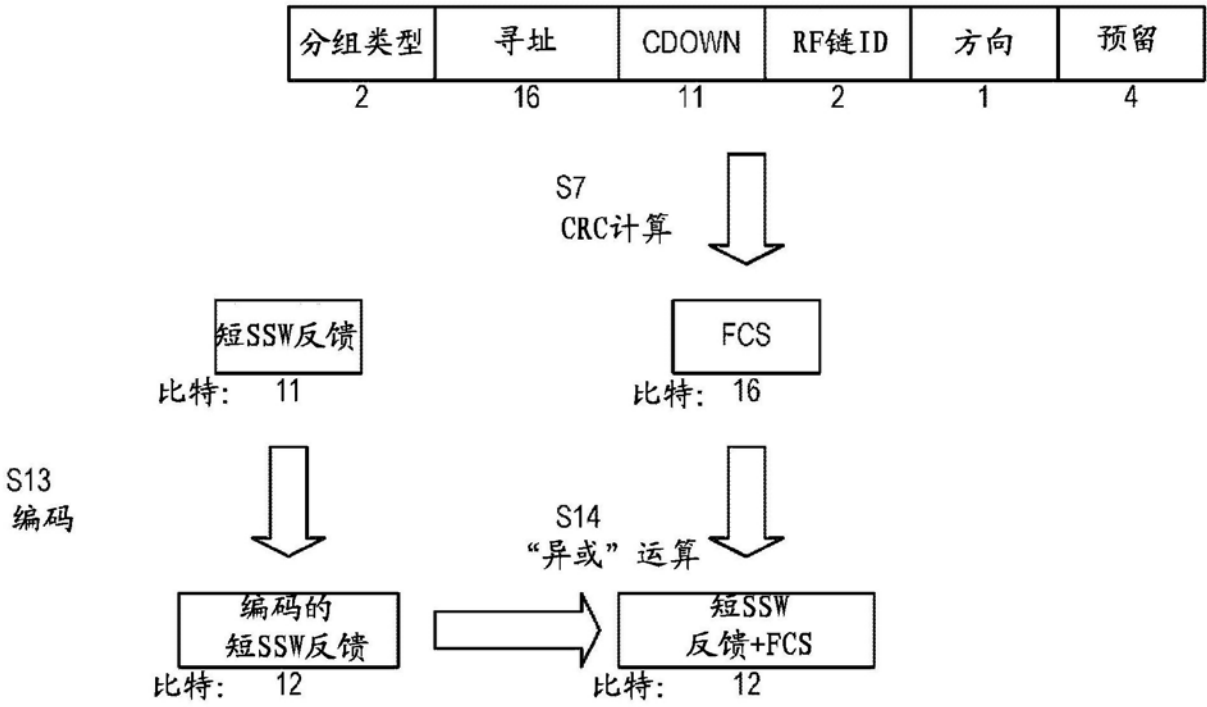 分组类型 寻址 CDOWN RF链ID 方向 预留
2 16 11 2 1 4
S7
CRC计算
短SSW反馈 FCS
比特: 11 比特: 16
S13
编码
S14
“异或”运算
编码的
短SSW反馈
短SSW
反馈+FCS
比特: 12 比特: 12